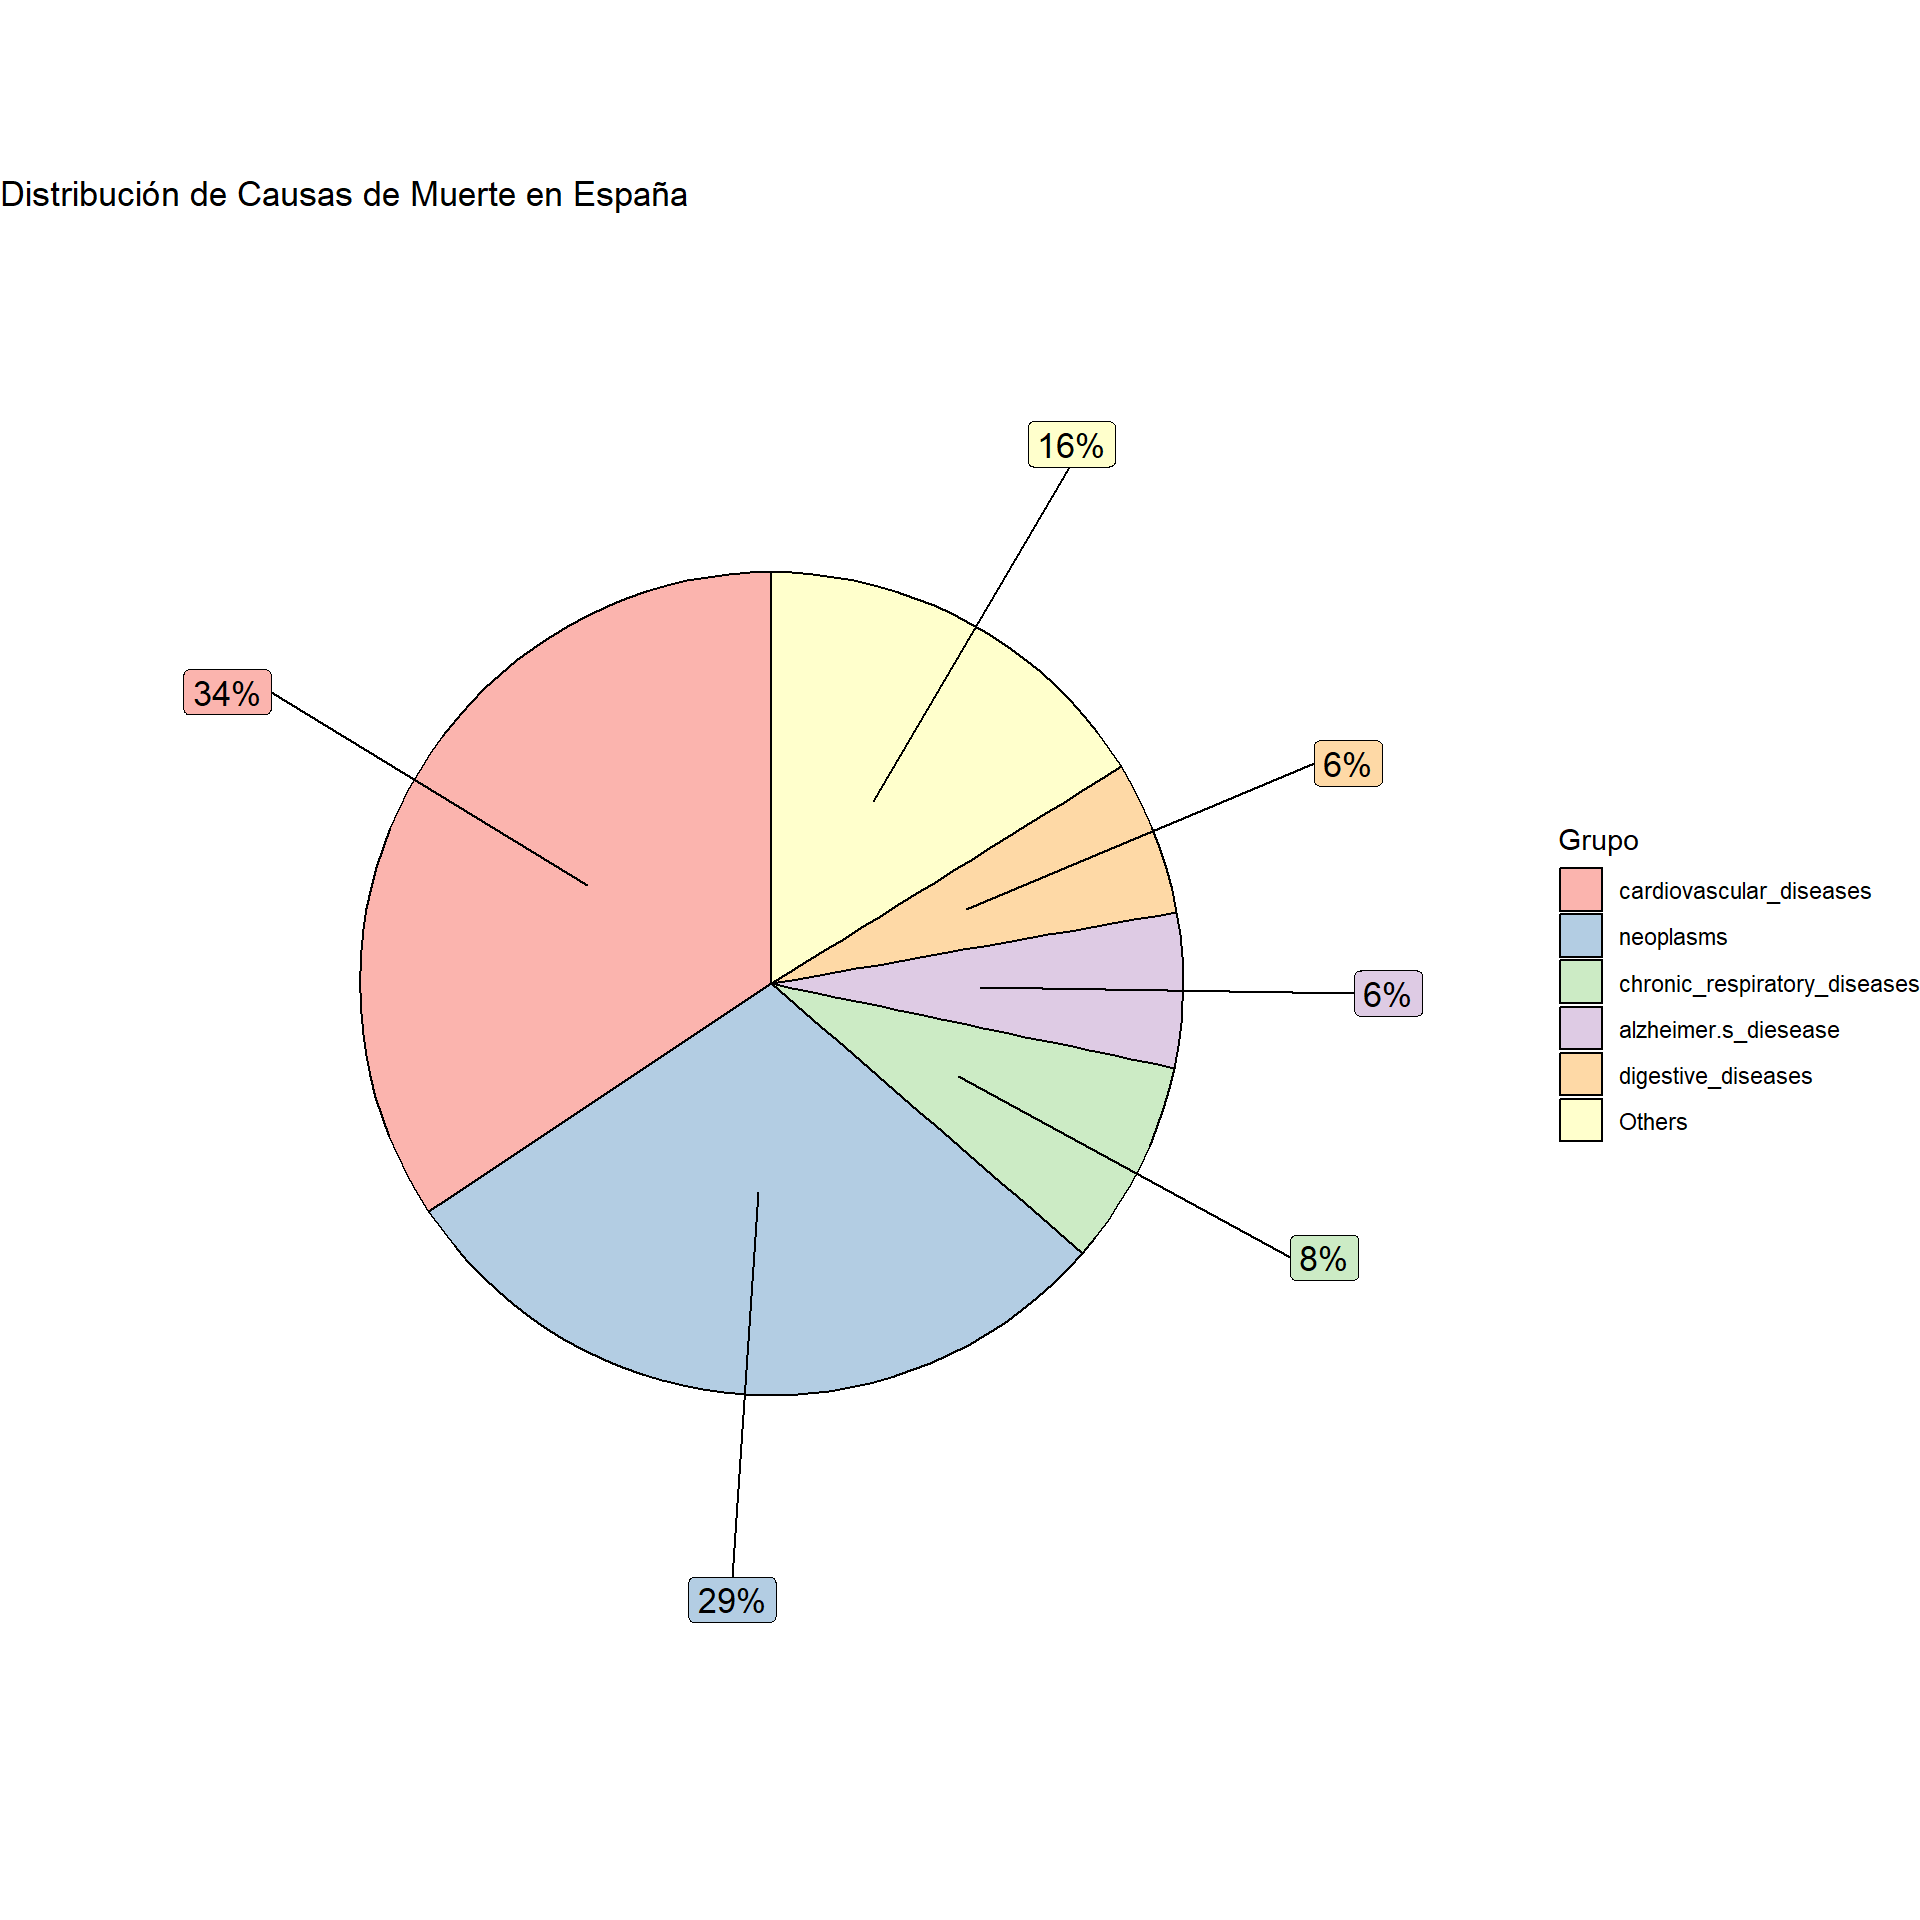 Distribución de Causas de Muerte en España
16%
34%
6%
6%
8%
29%
Grupo
cardiovascular_diseases
neoplasms
chronic_respiratory_diseases
alzheimer.s_diesease
digestive_diseases
Others